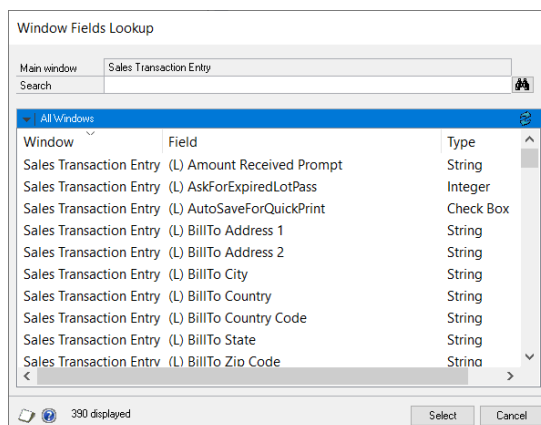 Window Fields Lookup
Main window Sales Transaction Entry
Search
All Windows
Window Field Type
Sales Transaction Entry (L) Amount Received Prompt String
Sales Transaction Entry (L) AskForExpiredLotPass Integer
Sales Transaction Entry (L) AutoSaveForQuickPrint Check Box
Sales Transaction Entry (L) BillTo Address 1 String
Sales Transaction Entry (L) BillTo Address 2 String
Sales Transaction Entry (L) BillTo City String
Sales Transaction Entry (L) BillTo Country String
Sales Transaction Entry (L) BillTo Country Code String
Sales Transaction Entry (L) BillTo State String
Sales Transaction Entry (L) BillTo Zip Code String
390 displayed Select Cancel